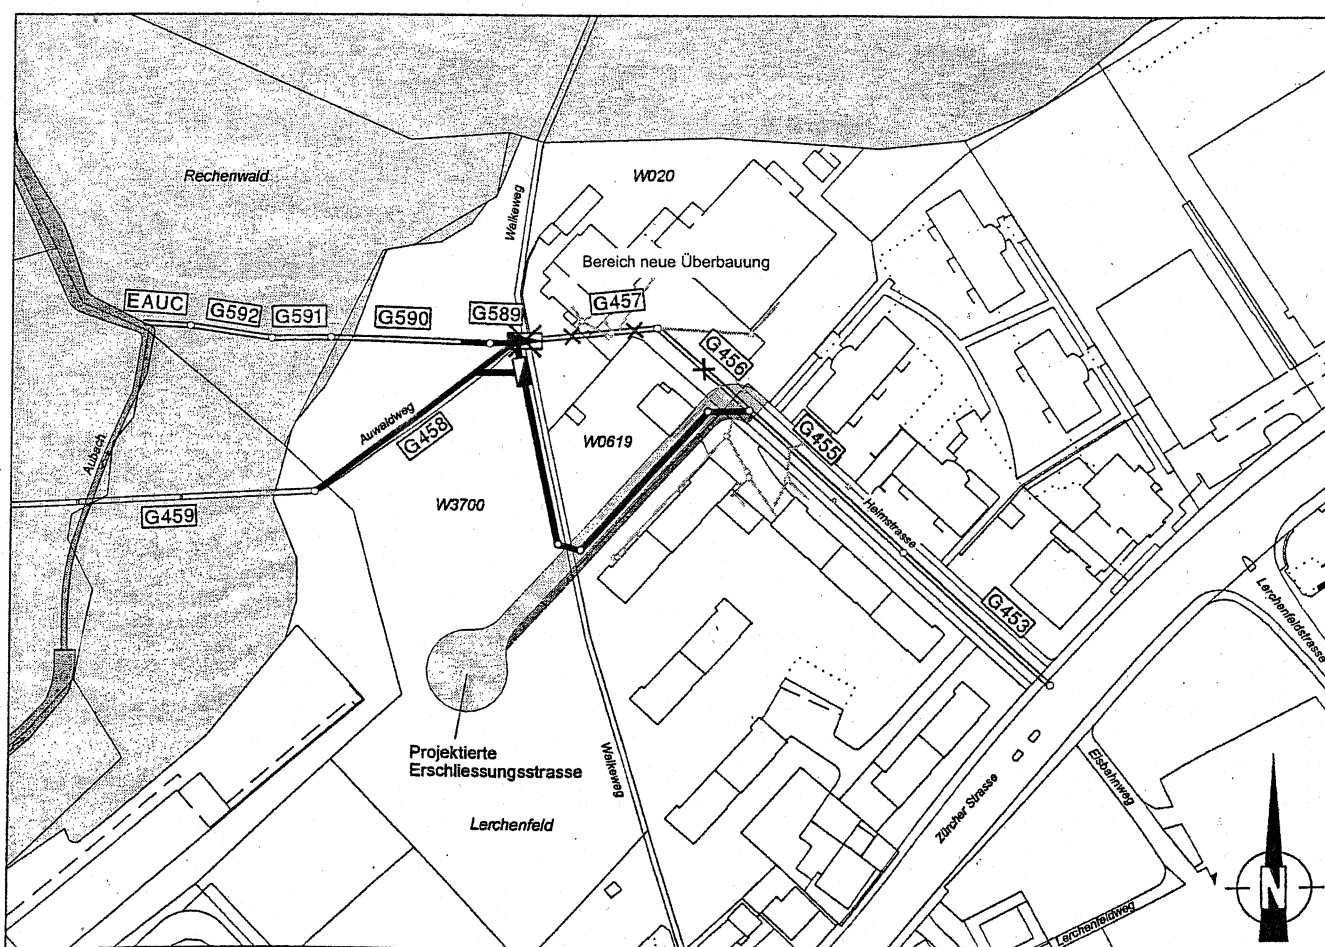 Rechenwald
W020
Walkeweg
Bereich neue Überbauung
EAUC
G592
G591
G590
G589
G457
G456
Auwaldweg
G458
W0619
G455
Aubach
W3700
G459
Helmstrasse
G453
Lerchenfeldstrasse
Projektierte
Erschliessungsstrasse
Walkeweg
Lerchenfeld
Zürcher Strasse
Eisbahnweg
Lerchenfeldweg
N